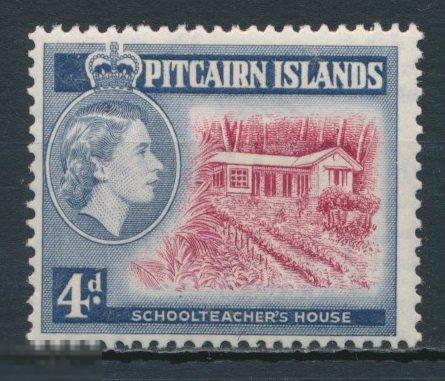 PITCAIRN ISLANDS
4d.
SCHOOLTEACHER'S HOUSE